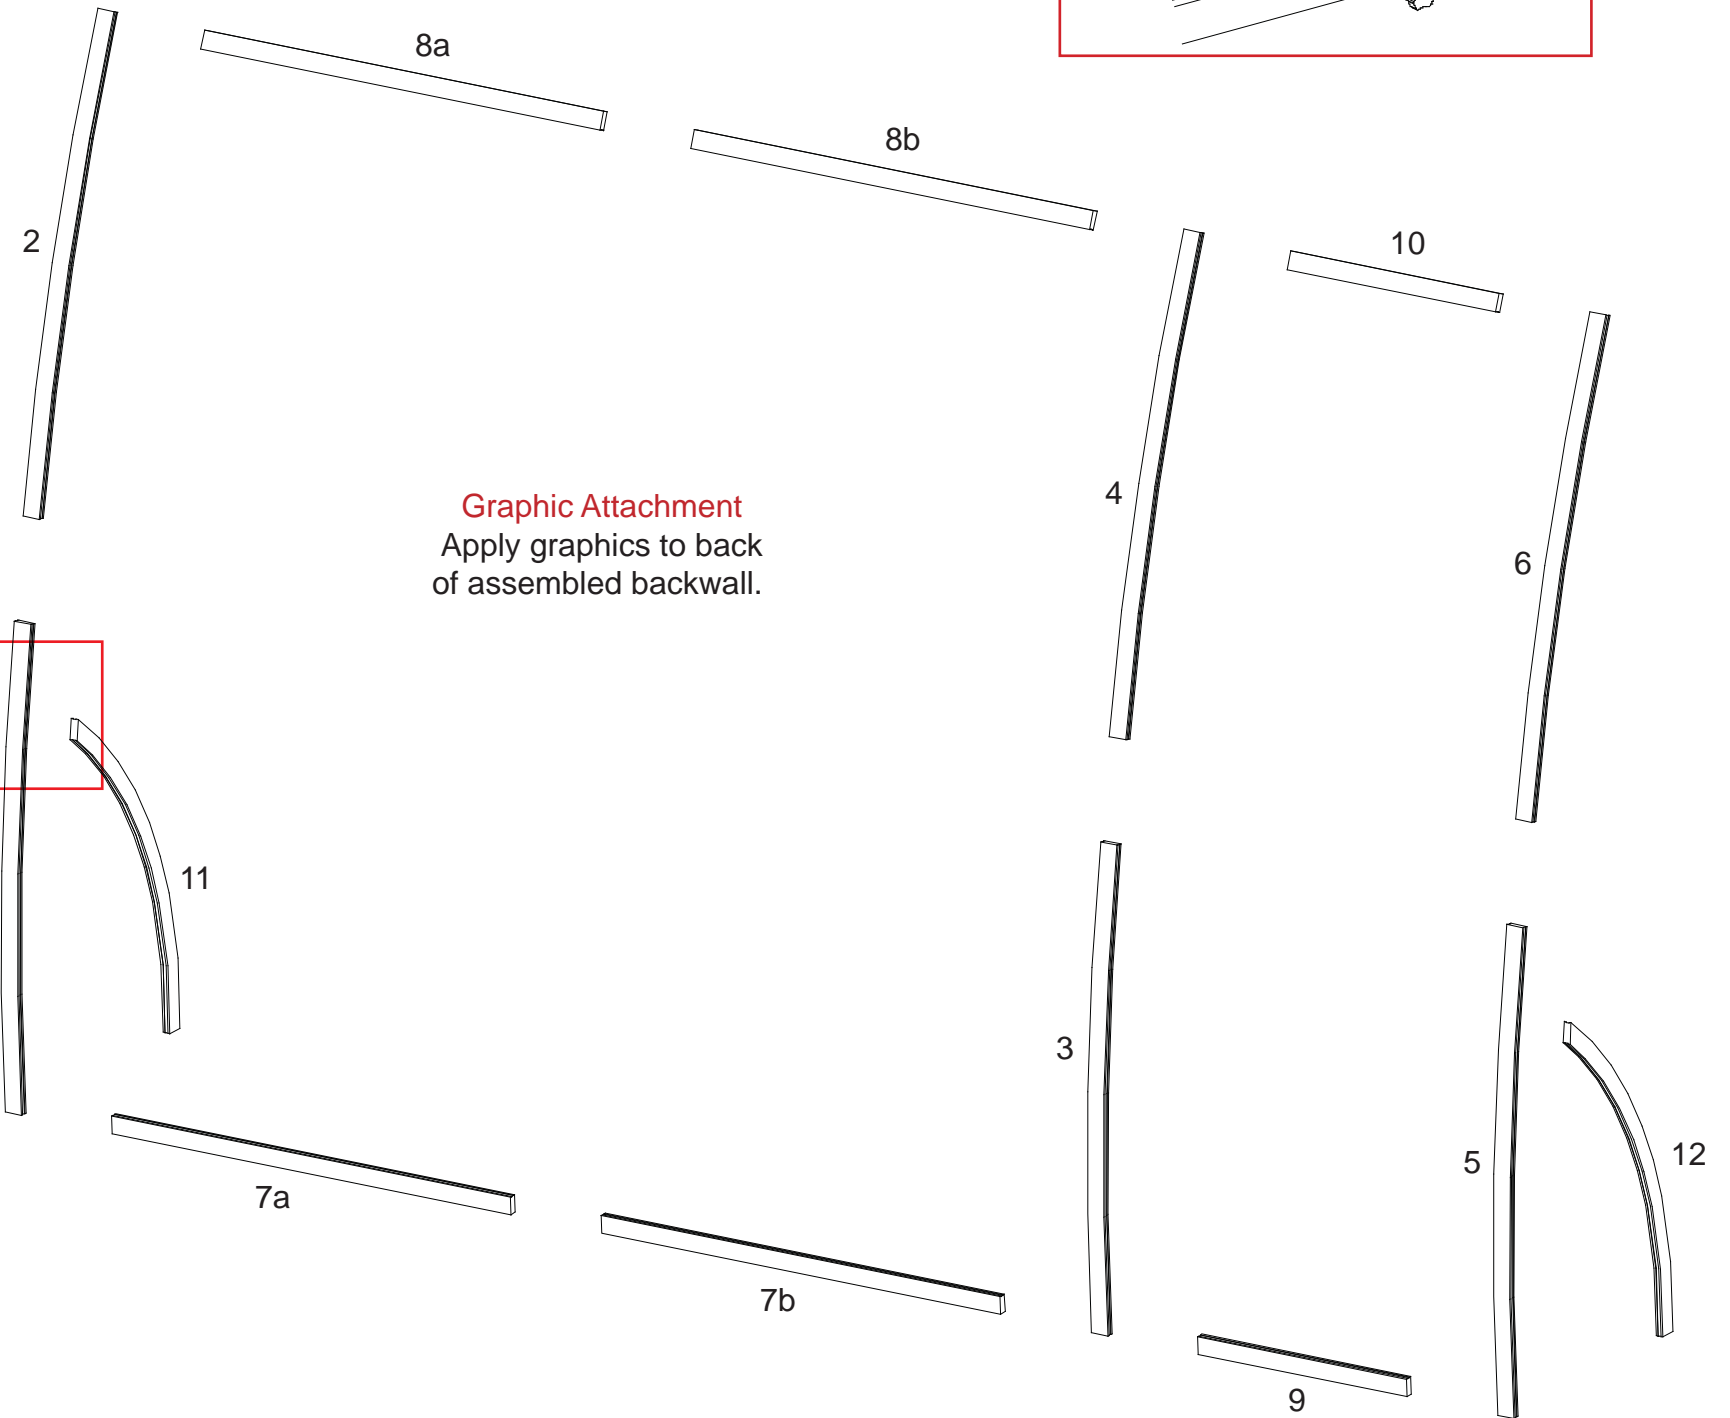 8a
8b
2
10
4
Graphic Attachment
Apply graphics to back
of assembled backwall.
6
11
3
12
5
7a
7b
9